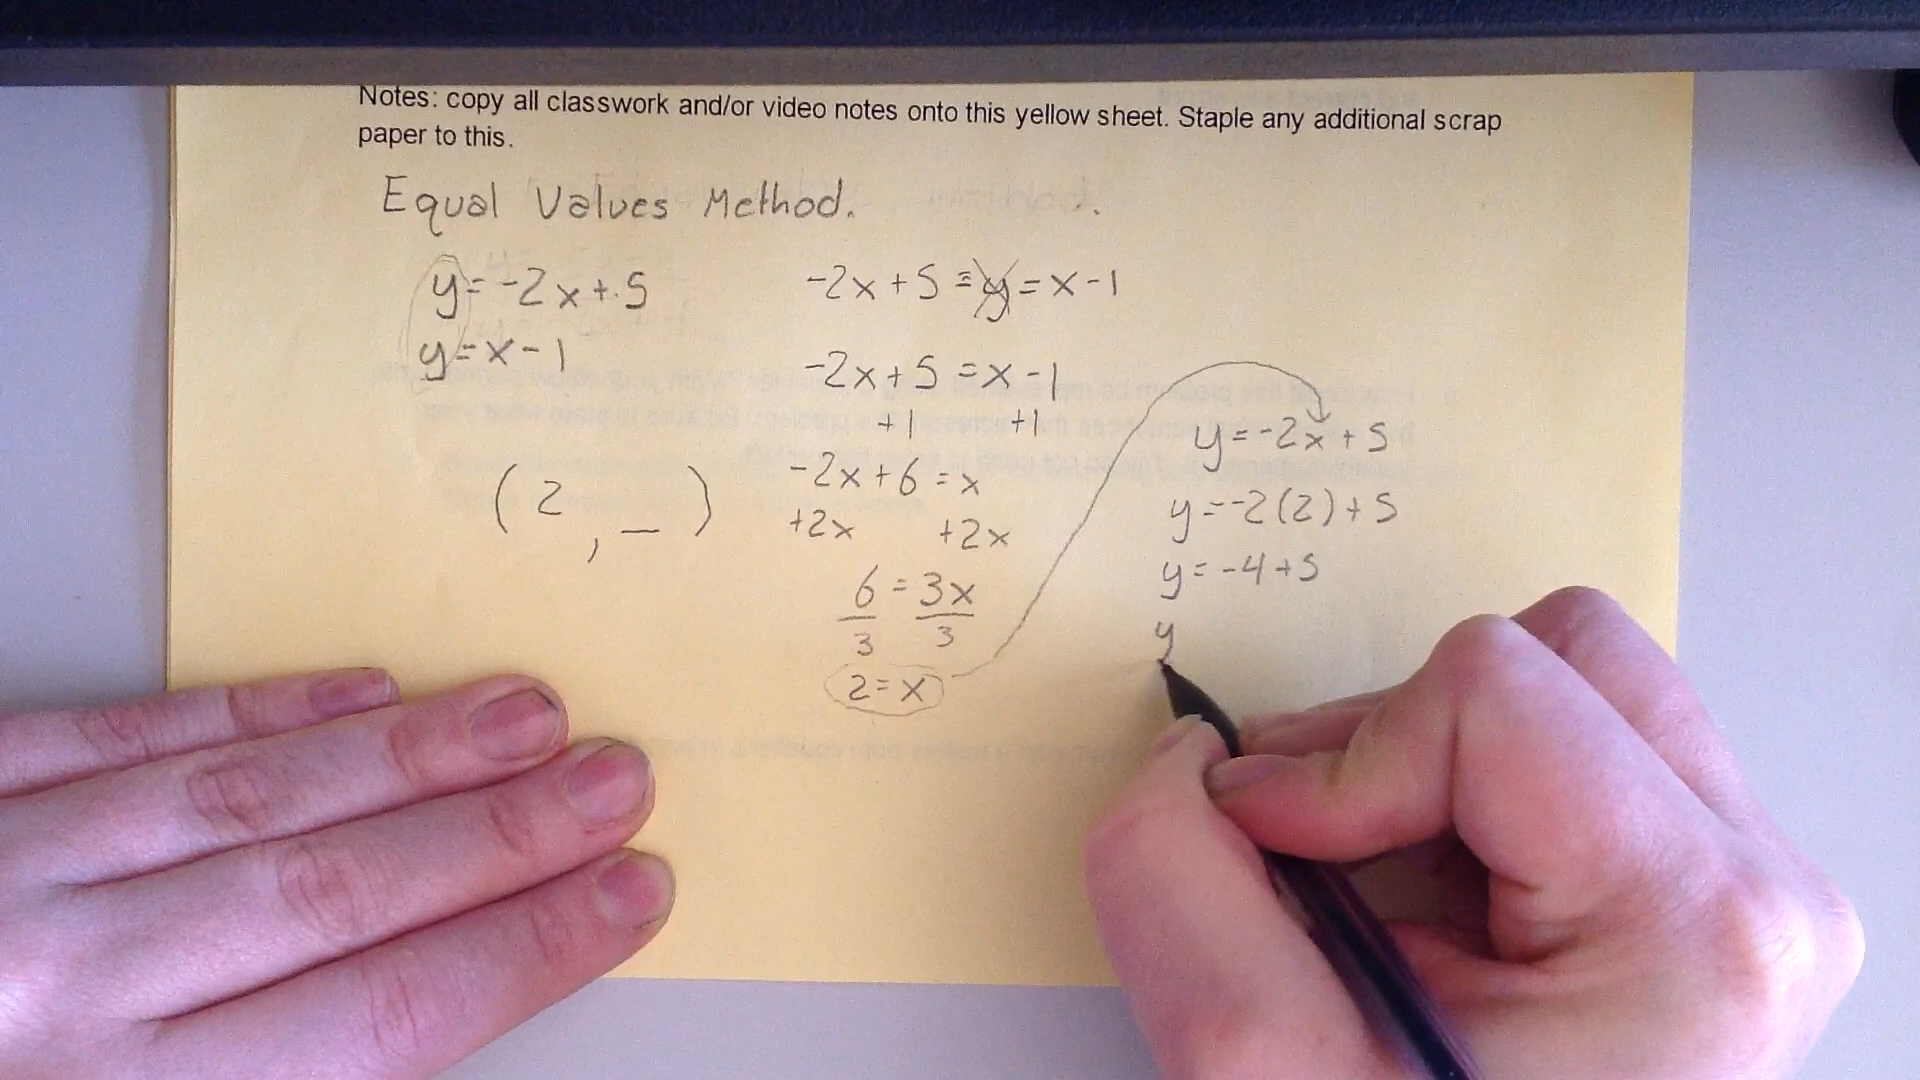 Notes: copy all classwork and/or video notes onto this yellow sheet. Staple any additional scrap
paper to this.
Equal Values Method.
y=-2x+5
y=x-1
(2, _)
-2x+5=y=x-1
-2x+5=x-1
+1 +1
-2x+6=x
+2x +2x
6=3x
3 3
2=x
y=-2x+5
y=-2(2)+5
y=-4+5
y